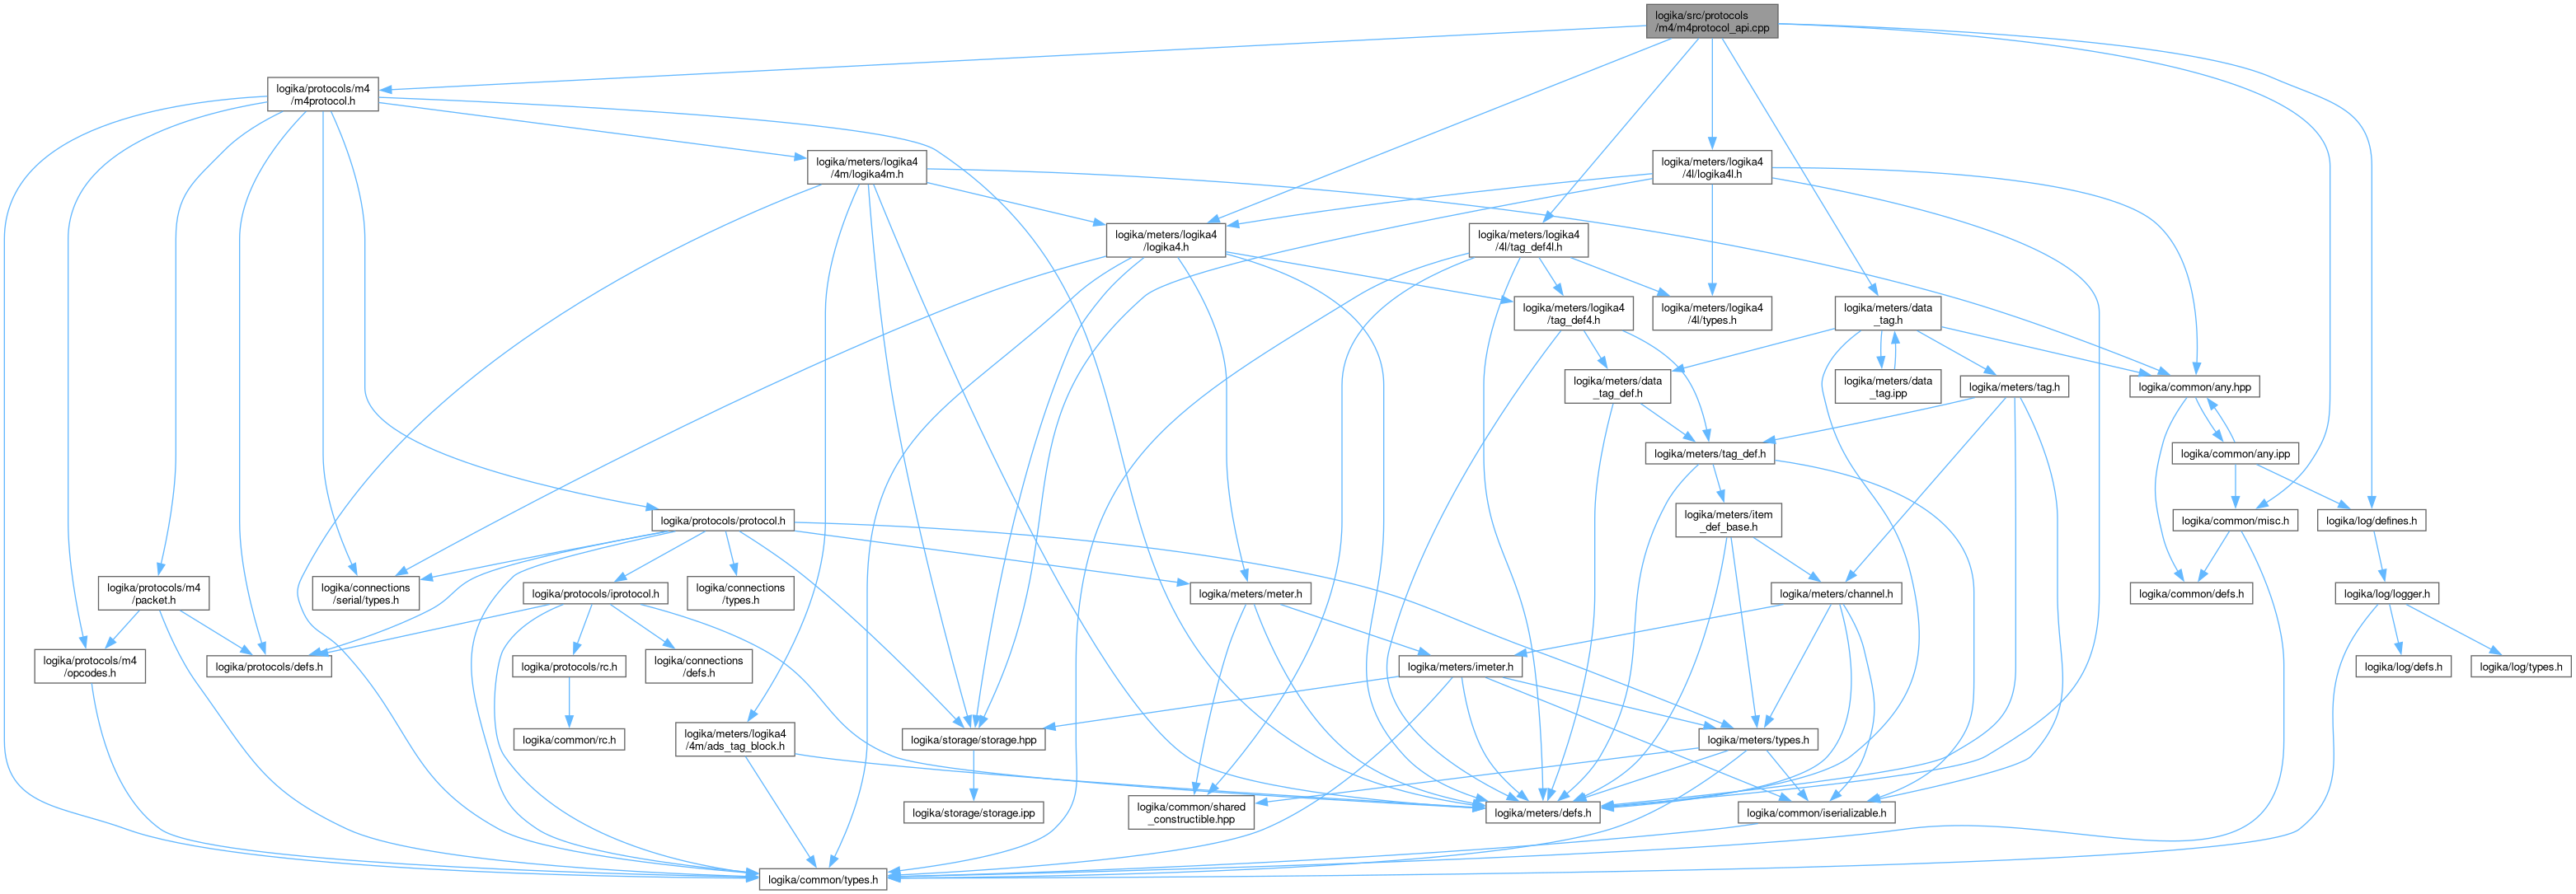 logika/src/protocols
/m4/m4protocol_api.cpp
logika/protocols/m4
/m4protocol.h
logika/meters/logika4
/4m/logika4m.h
logika/meters/logika4
/4l/logika4l.h
logika/meters/logika4
/logika4.h
logika/meters/logika4
/4l/tag_def4l.h
logika/meters/logika4
/tag_def4.h
logika/meters/logika4
/4l/types.h
logika/meters/data
_tag.h
logika/meters/data
_tag_def.h
logika/meters/data
_tag.ipp
logika/meters/tag.h
logika/common/any.hpp
logika/meters/tag_def.h
logika/common/any.ipp
logika/protocols/protocol.h
logika/meters/item
_def_base.h
logika/common/misc.h
logika/log/defines.h
logika/protocols/m4
/packet.h
logika/connections
/serial/types.h
logika/protocols/iprotocol.h
logika/connections
/types.h
logika/meters/meter.h
logika/meters/channel.h
logika/common/defs.h
logika/log/logger.h
logika/protocols/m4
/opcodes.h
logika/protocols/defs.h
logika/protocols/rc.h
logika/connections
/defs.h
logika/meters/imeter.h
logika/log/defs.h
logika/log/types.h
logika/common/rc.h
logika/meters/logika4
/4m/ads_tag_block.h
logika/storage/storage.hpp
logika/meters/types.h
logika/storage/storage.ipp
logika/common/shared
_constructible.hpp
logika/meters/defs.h
logika/common/iserializable.h
logika/common/types.h